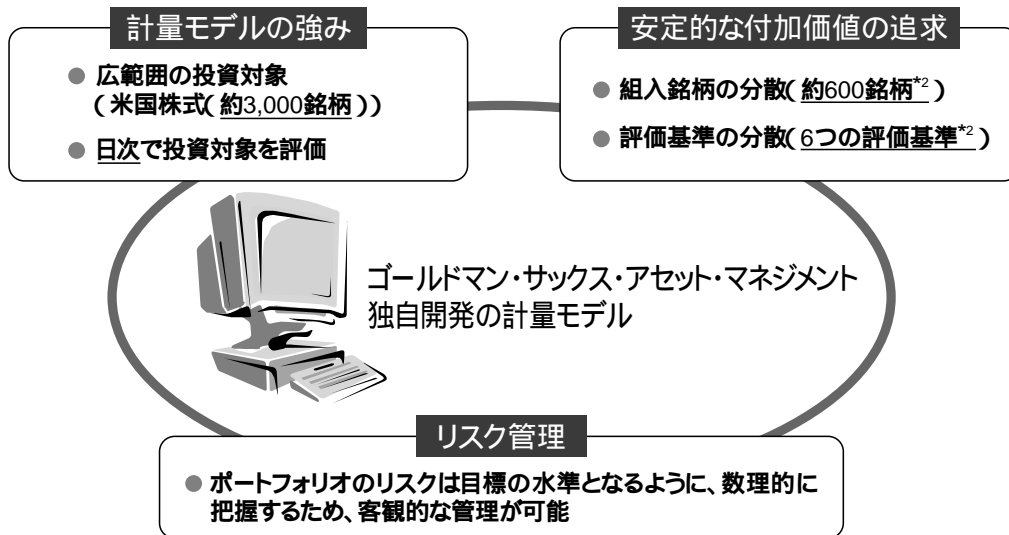 計量モデルの強み
● 広範囲の投資対象
(米国株式(約3,000銘柄))
● 日次で投資対象を評価
安定的な付加価値の追求
● 組入銘柄の分散(約600銘柄*2)
● 評価基準の分散(6つの評価基準*2)
ゴールドマン・サックス・アセット・マネジメント
独自開発の計量モデル
リスク管理
● ポートフォリオのリスクは目標の水準となるように、数理的に
把握するため、客観的な管理が可能